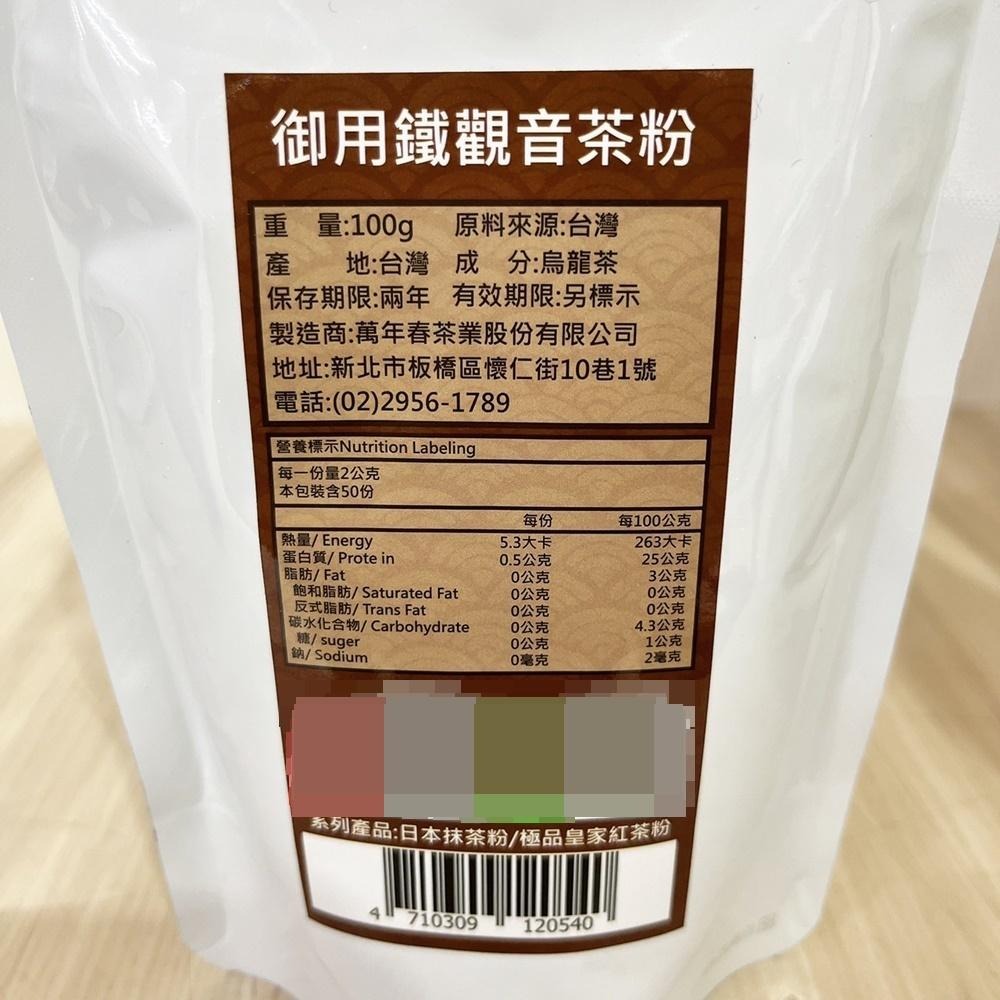 御用鐵觀音茶粉
重 量:100g 原料來源:台灣
產 地:台灣 成 分:烏龍茶
保存期限:兩年 有效期限:另標示
製造商:萬年春茶業股份有限公司
地址:新北市板橋區懷仁街10巷1號
電話:(02)2956-1789
營養標示Nutrition Labeling
每一份量2公克
本包裝含50份
每份 每100公克
熱量/ Energy 5.3大卡 263大卡
蛋白質/ Prote in 0.5公克 25公克
脂肪/ Fat 0公克 3公克
飽和脂肪/ Saturated Fat 0公克 0公克
反式脂肪/ Trans Fat 0公克 0公克
碳水化合物/ Carbohydrate 0公克 4.3公克
糖/ suger 0公克 1公克
鈉/ Sodium 0毫克 2毫克
系列產品:日本抹茶粉/極品皇家紅茶粉
4 710309 120540